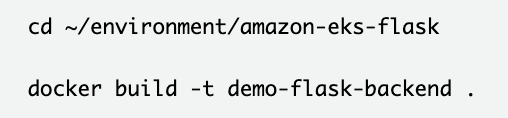 cd ~/environment/amazon-eks-flask
docker build -t demo-flask-backend .